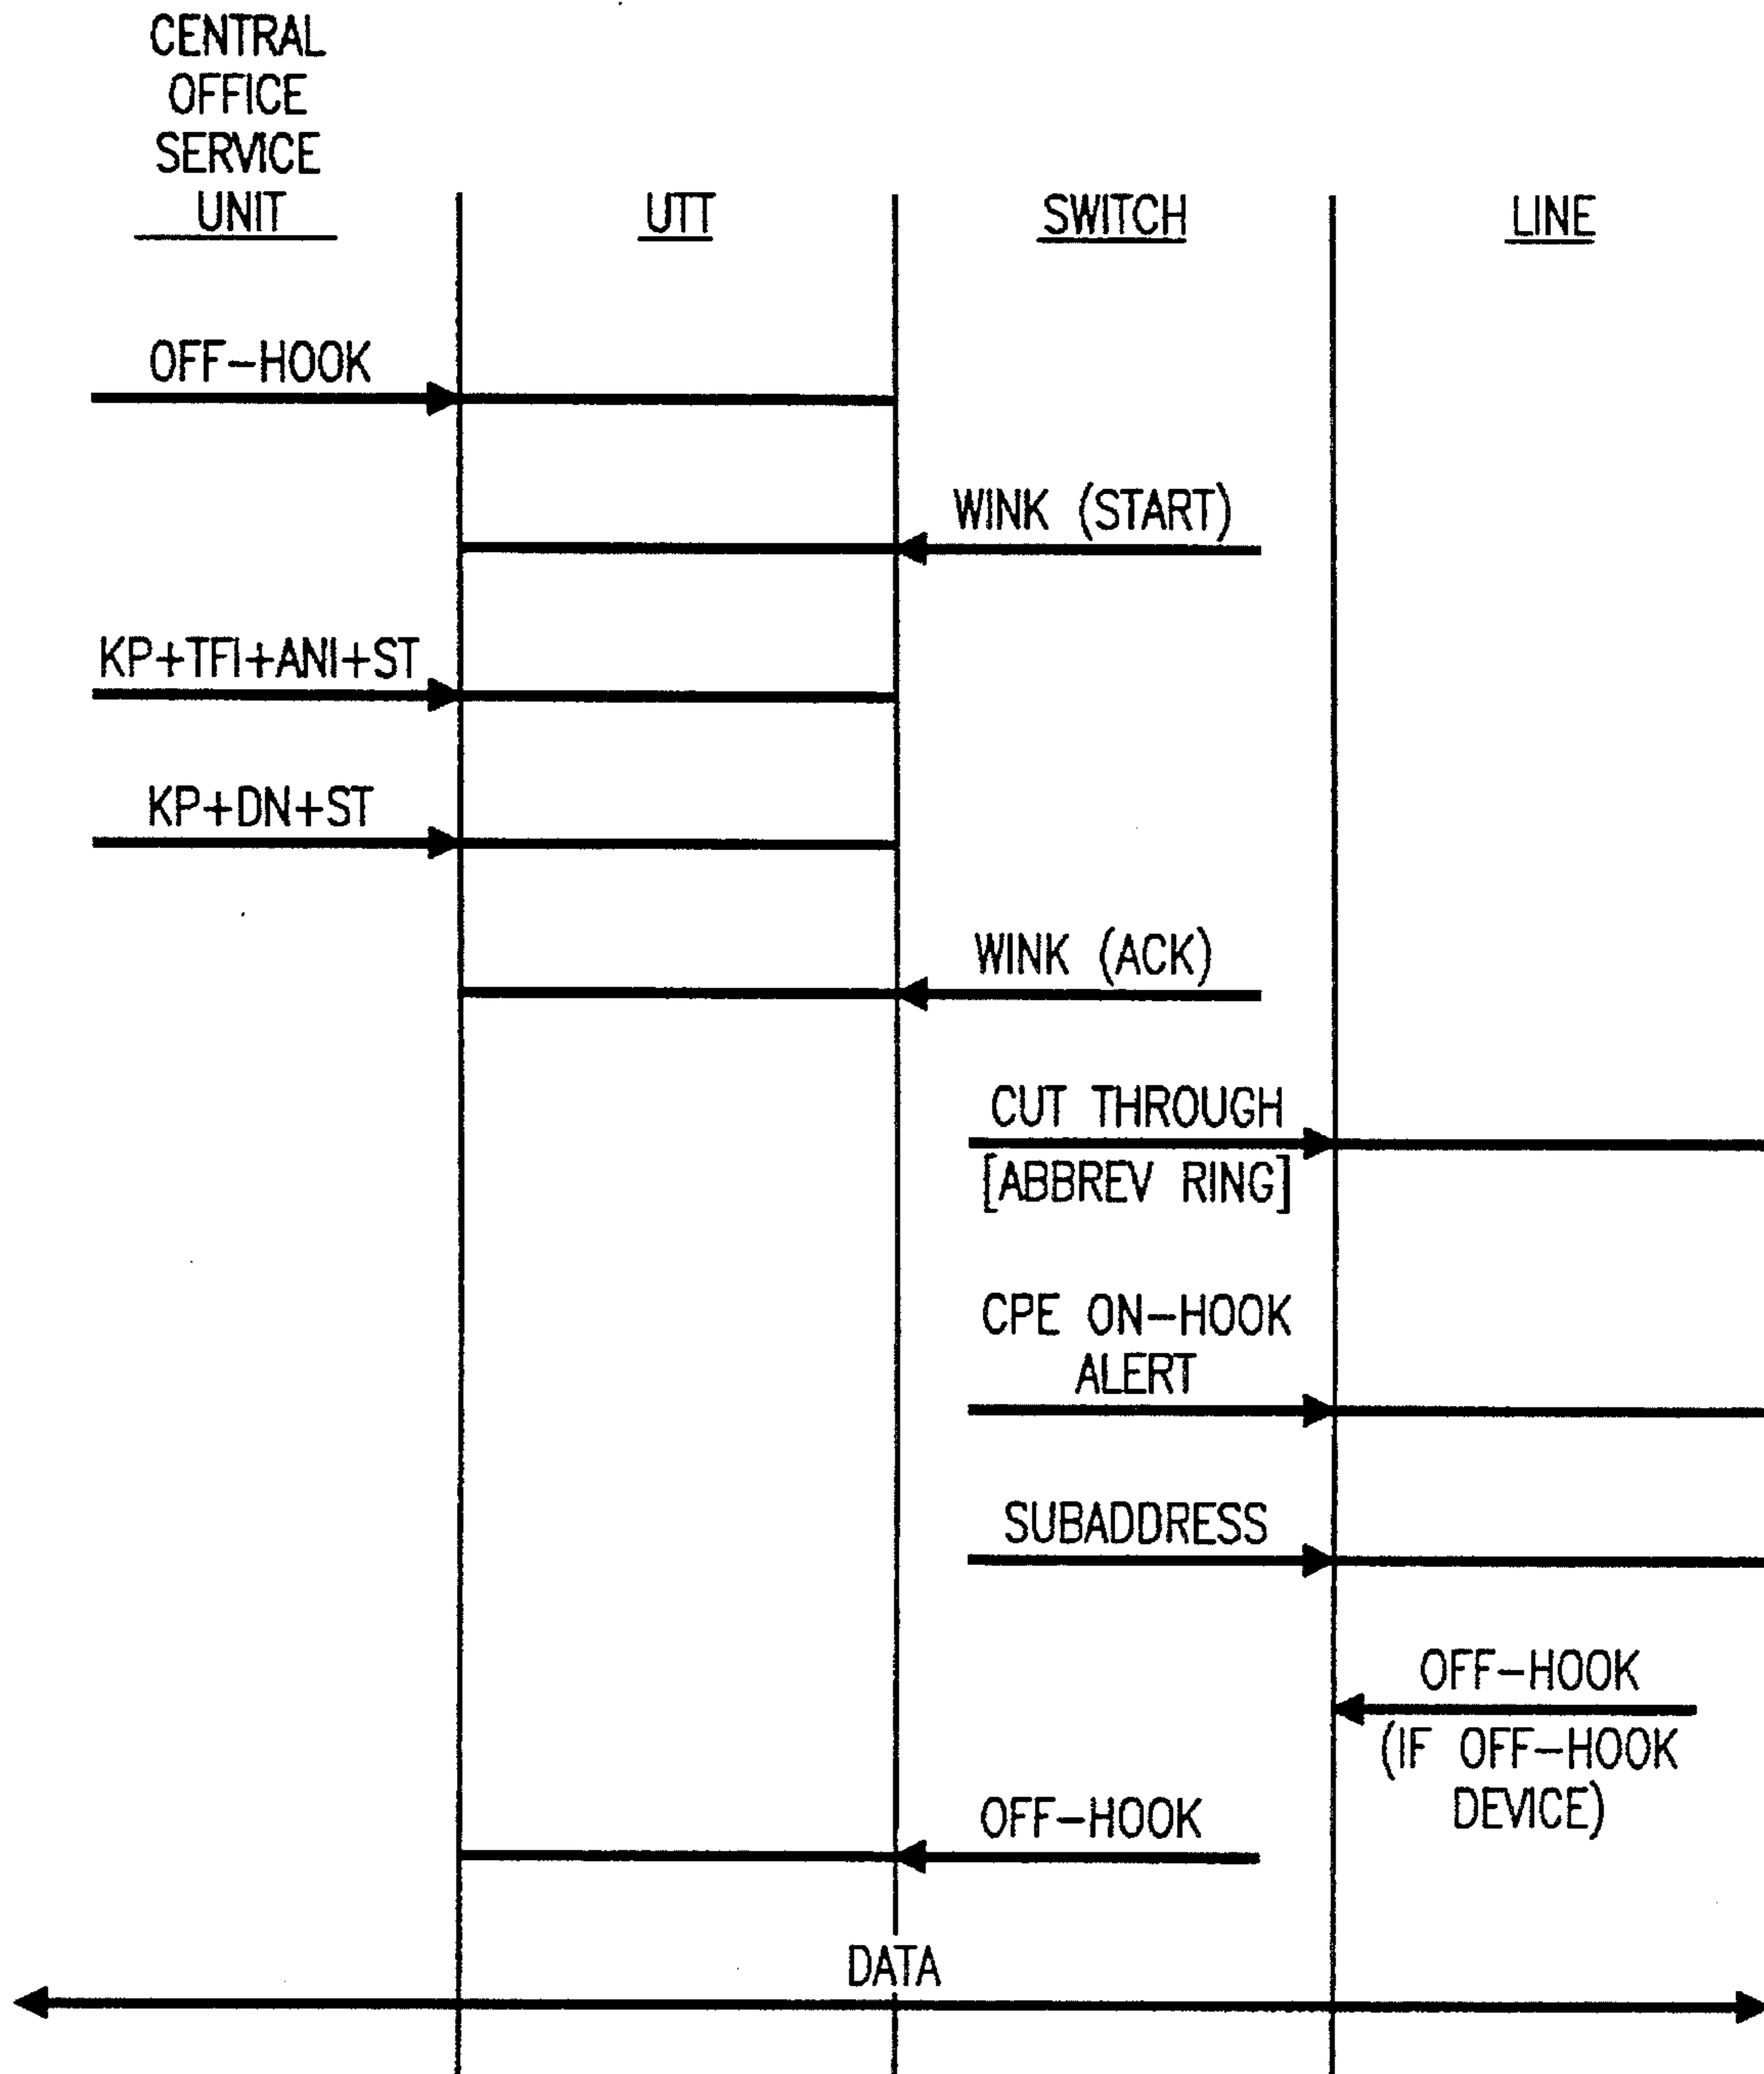 CENTRAL
OFFICE
SERVICE
UNIT
UTT
SWITCH
LINE
OFF-HOOK
WINK (START)
KP+TFI+ANI+ST
KP+DN+ST
WINK (ACK)
CUT THROUGH
[ABBREV RING]
CPE ON-HOOK
ALERT
SUBADDRESS
OFF-HOOK
(IF OFF-HOOK
DEVICE)
OFF-HOOK
DATA